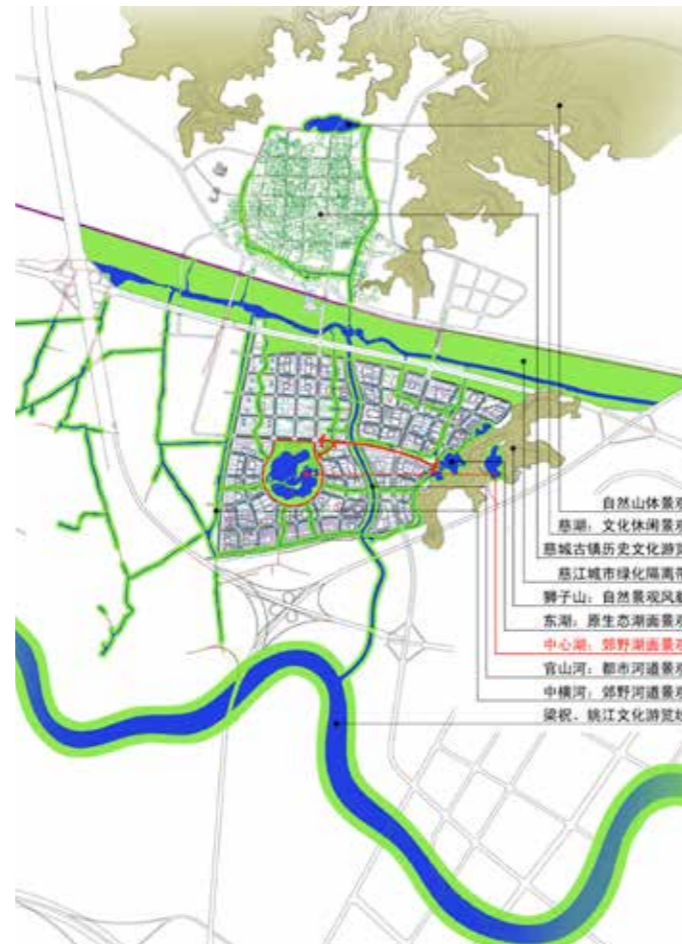 自然山体景观
慈湖：文化休闲景观
慈城古镇历史文化游览
慈江城市绿化隔离带
狮子山：自然景观风貌
东湖：原生态湖面景观
中心湖：郊野湖面景观
官山河：都市河道景观
中横河：郊野河道景观
梁祝、姚江文化游览线